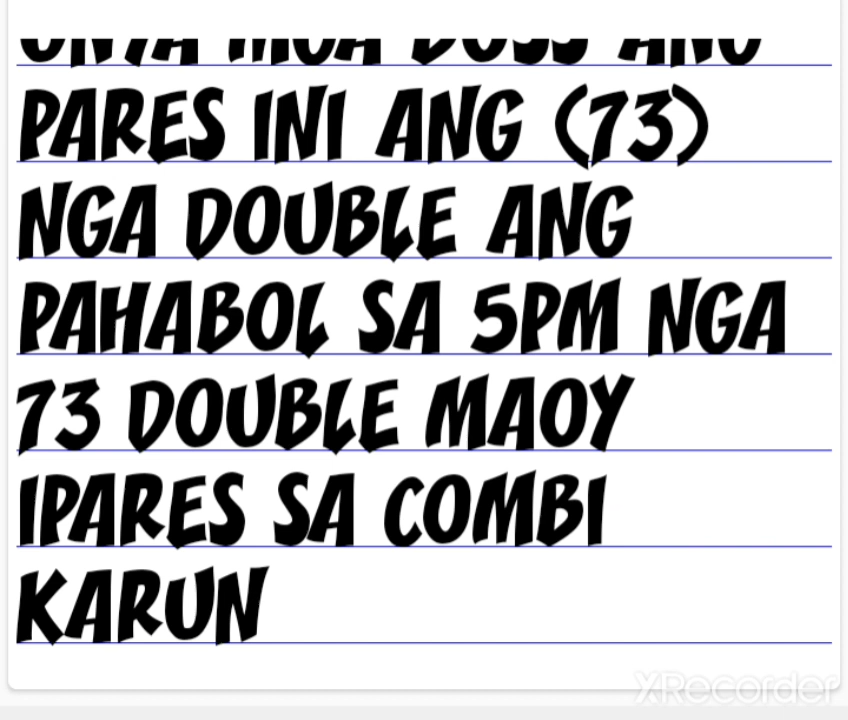 PARES INI ANG (73)
NGA DOUBLE ANG
PAHABOL SA 5PM NGA
73 DOUBLE MAOY
IPARES SA COMBI
KARUN
XRecorder